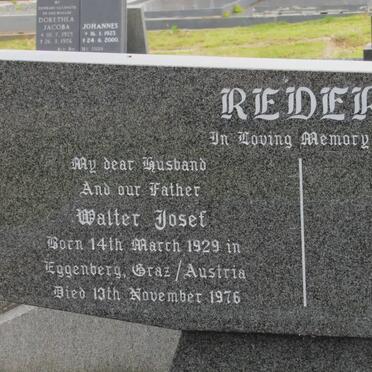 DOROTHEA
JACOBA
JOHANNES
REDER
In Loving Memory
My dear Husband
And our Father
Walter Josef
Born 14th March 1929 in
Eggenberg, Graz/Austria
Died 13th November 1976